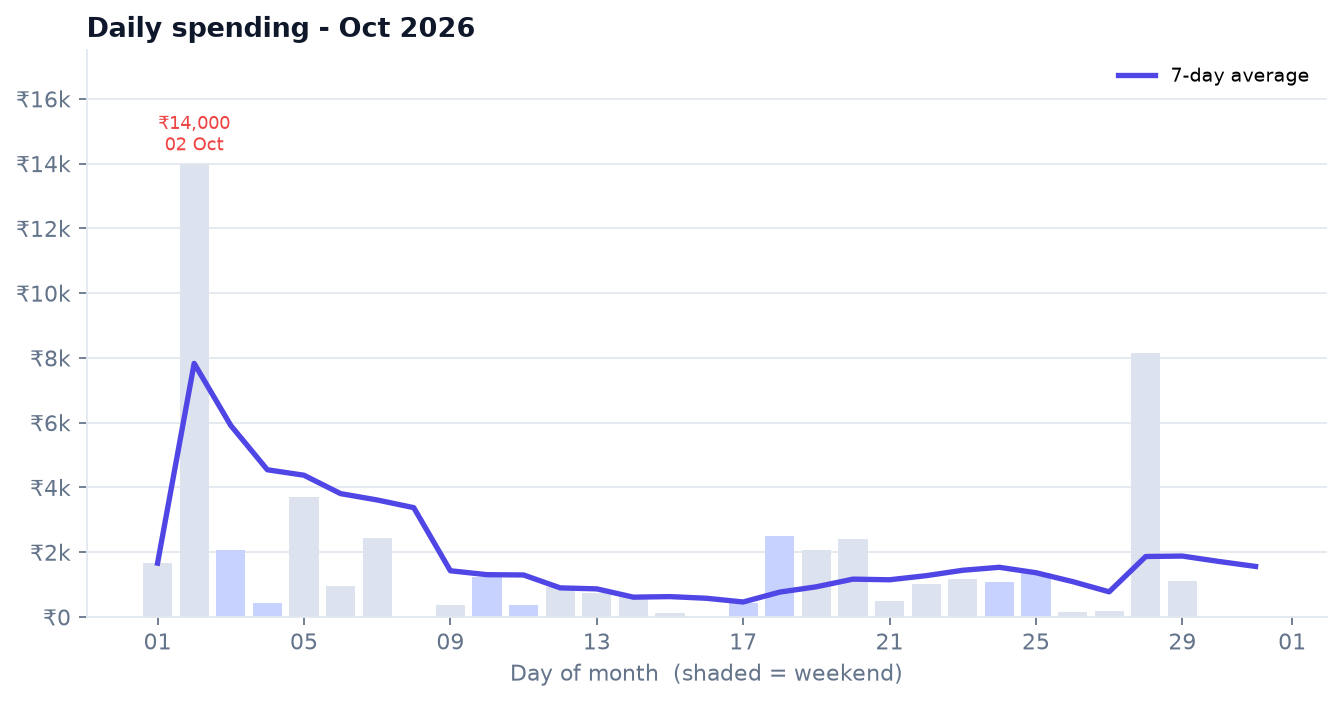 Daily spending - Oct 2026
7-day average
₹16k
₹14,000
02 Oct
₹14k
₹12k
₹10k
₹8k
₹6k
₹4k
₹2k
₹0
01 05 09 13 17 21 25 29 01
Day of month (shaded = weekend)